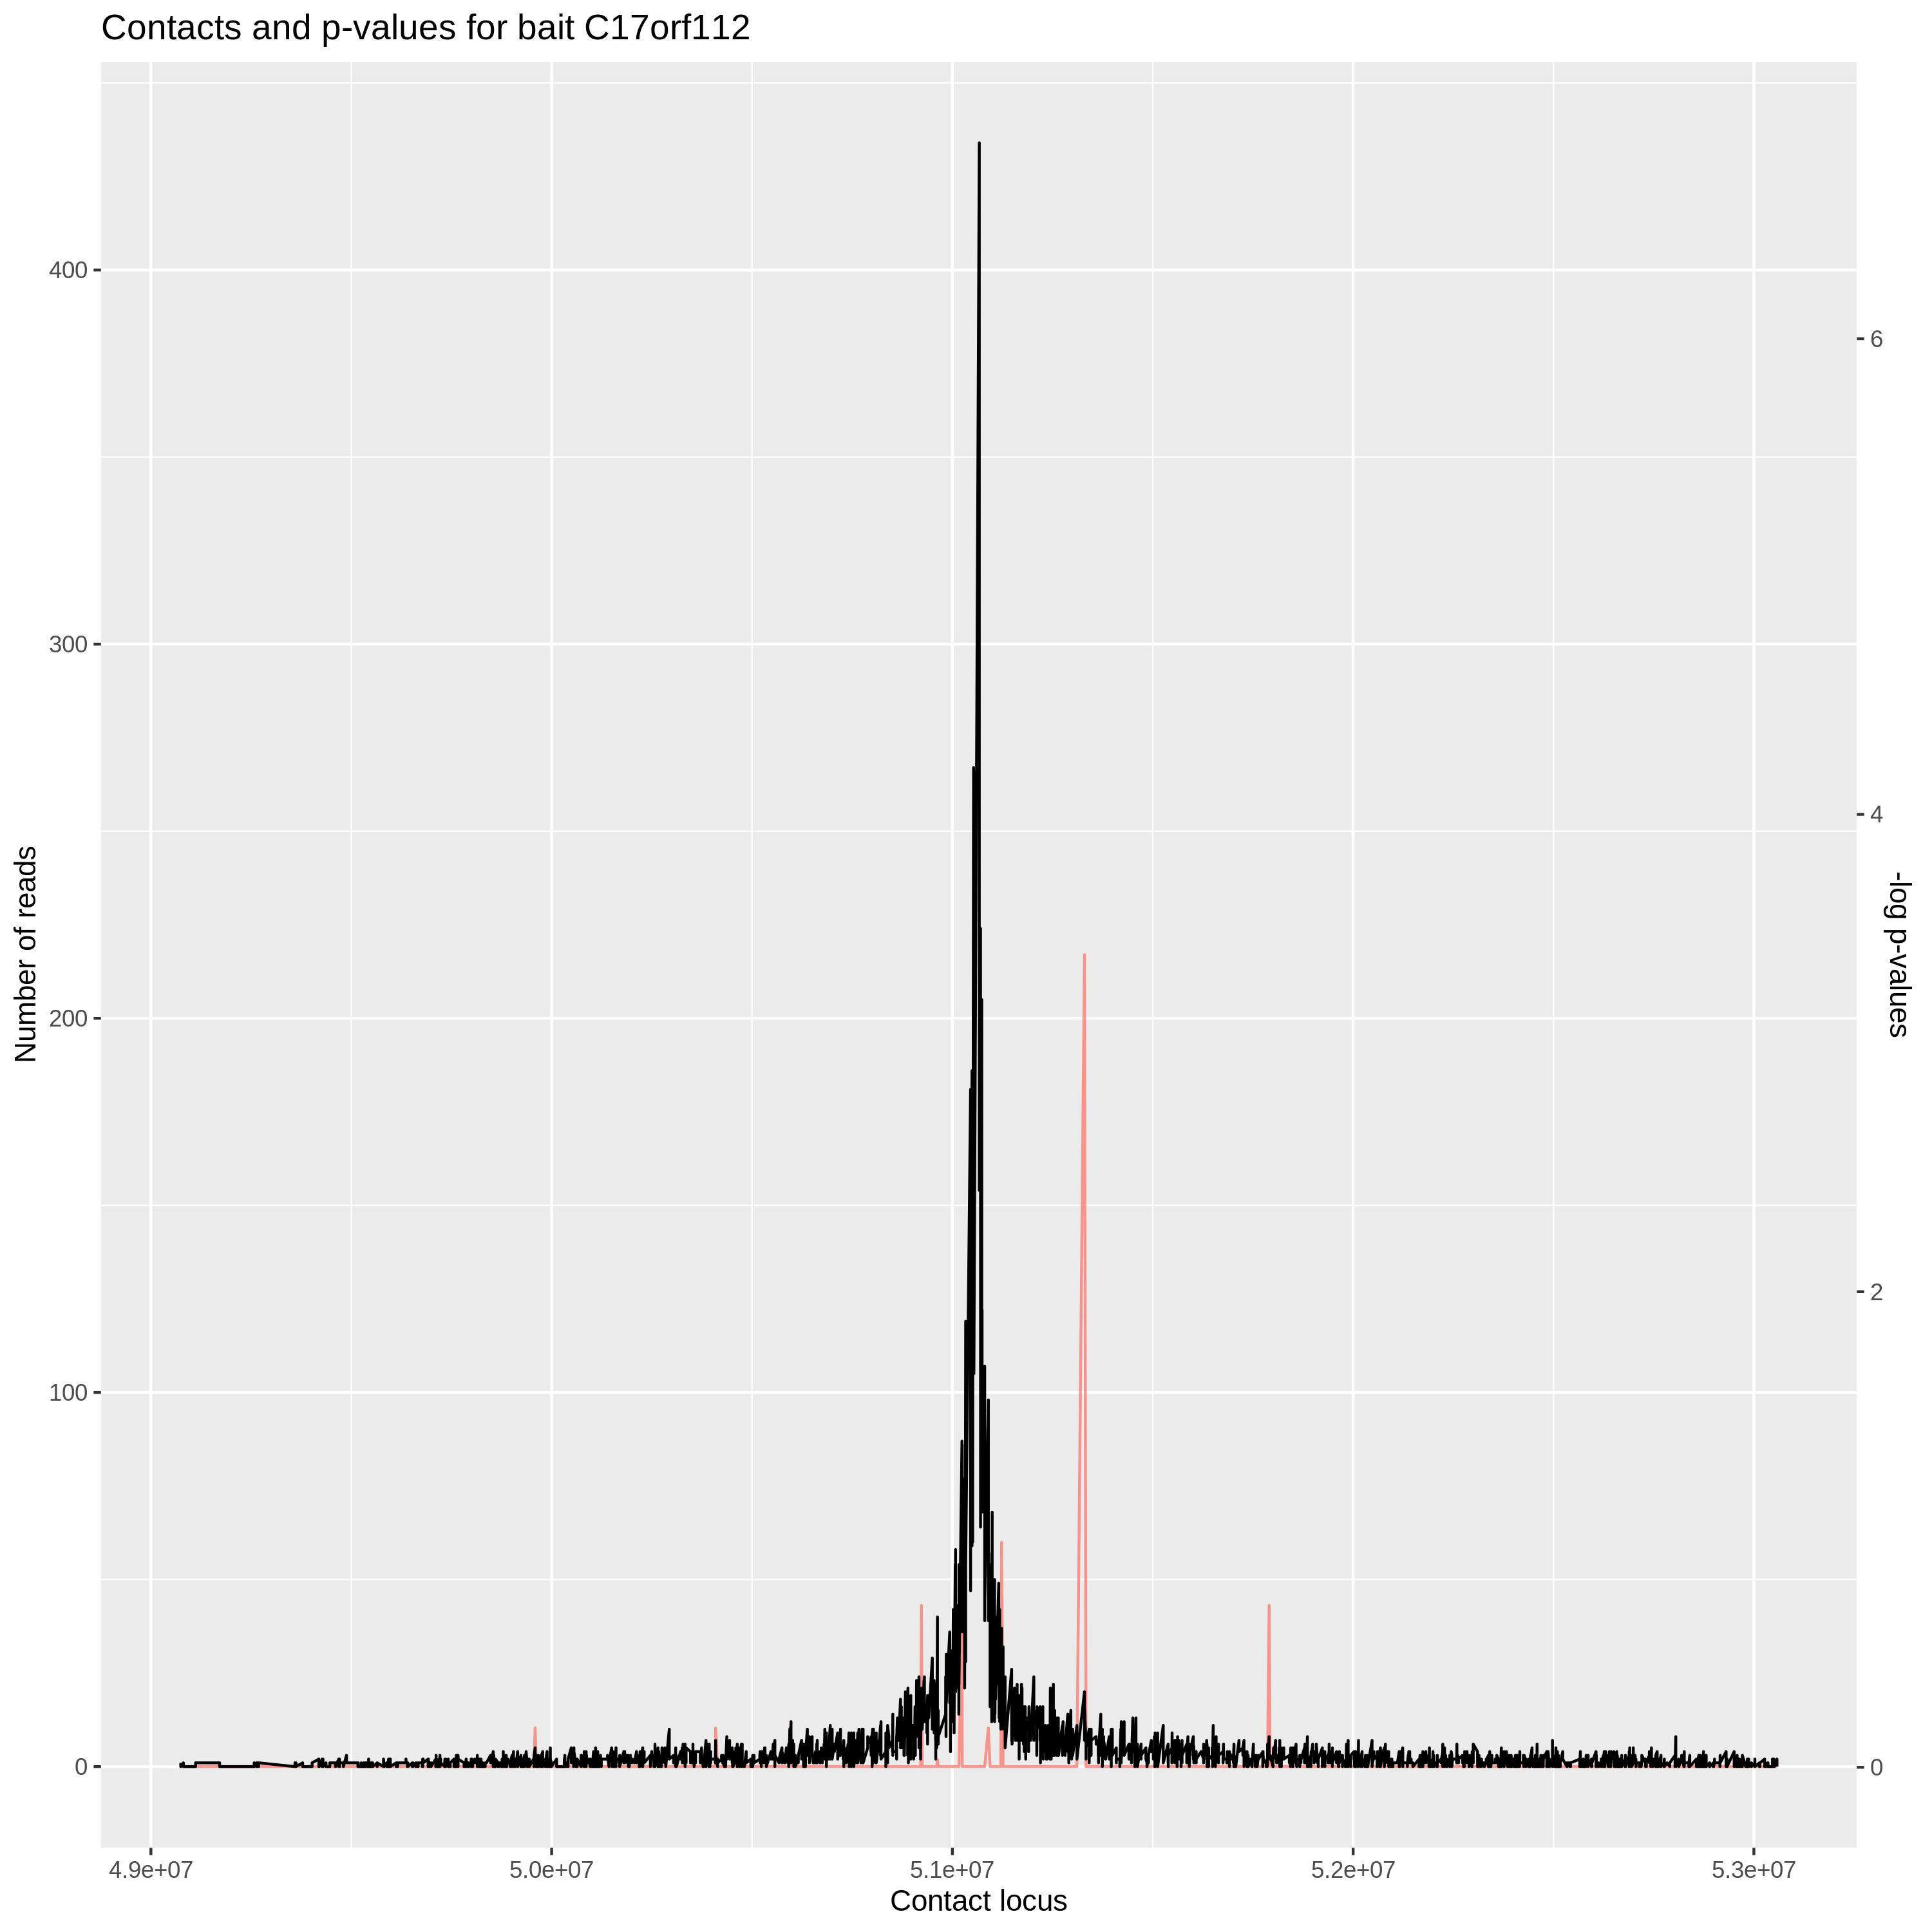 Contacts and p-values for bait C17orf112
400
300
200
100
0
Number of reads
6
4
2
0
-log p-values
4.9e+07
5.0e+07
5.1e+07
5.2e+07
5.3e+07
Contact locus